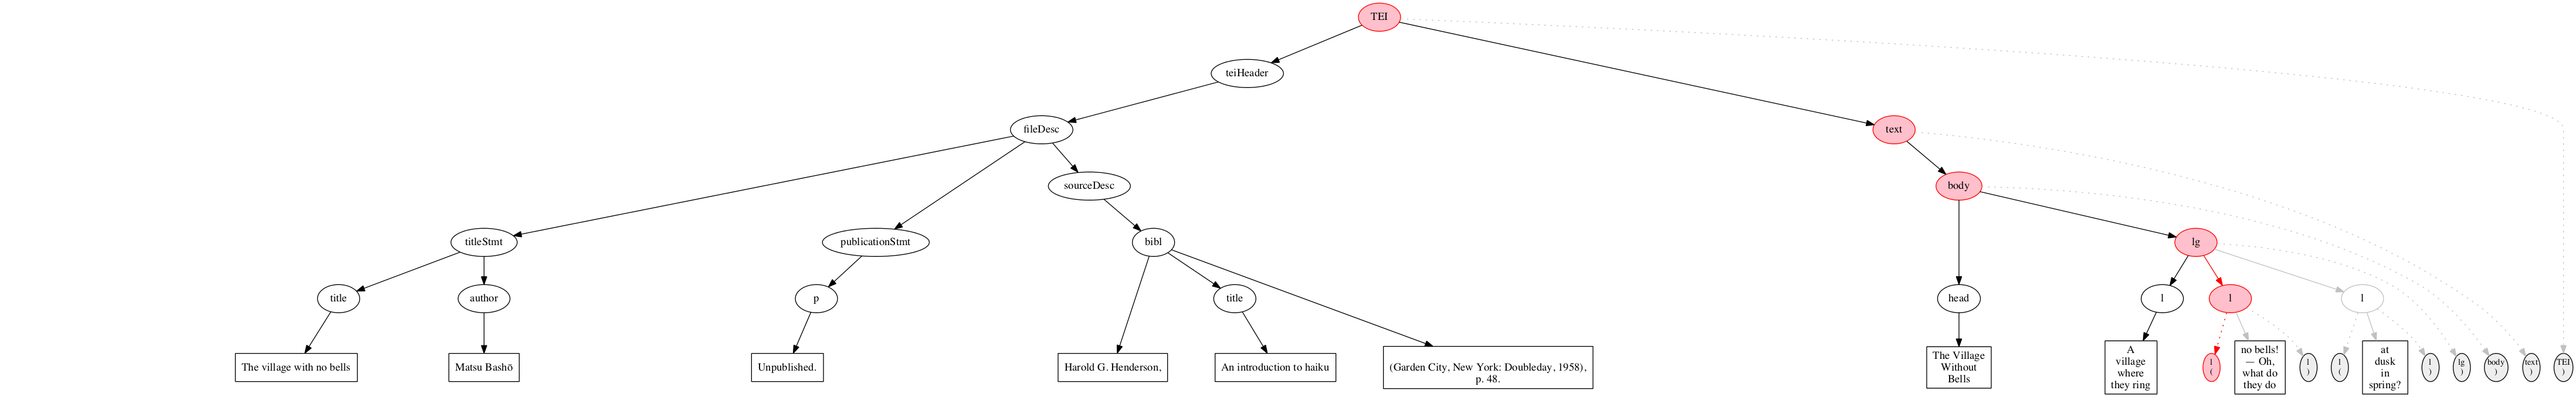 TEI
teiHeader
fileDesc
text
sourceDesc
body
titleStmt
publicationStmt
bibl
lg
title
author
p
title
head
l
l
l
The village with no bells
Matsu Bashō
Unpublished.
Harold G. Henderson,
An introduction to haiku
(Garden City, New York: Doubleday, 1958),
p. 48.
The Village
Without
Bells
A
village
where
they ring
l
(
no bells!
— Oh,
what do
they do
l
)
l
(
at
dusk
in
spring?
l
)
lg
)
body
)
text
)
TEI
)